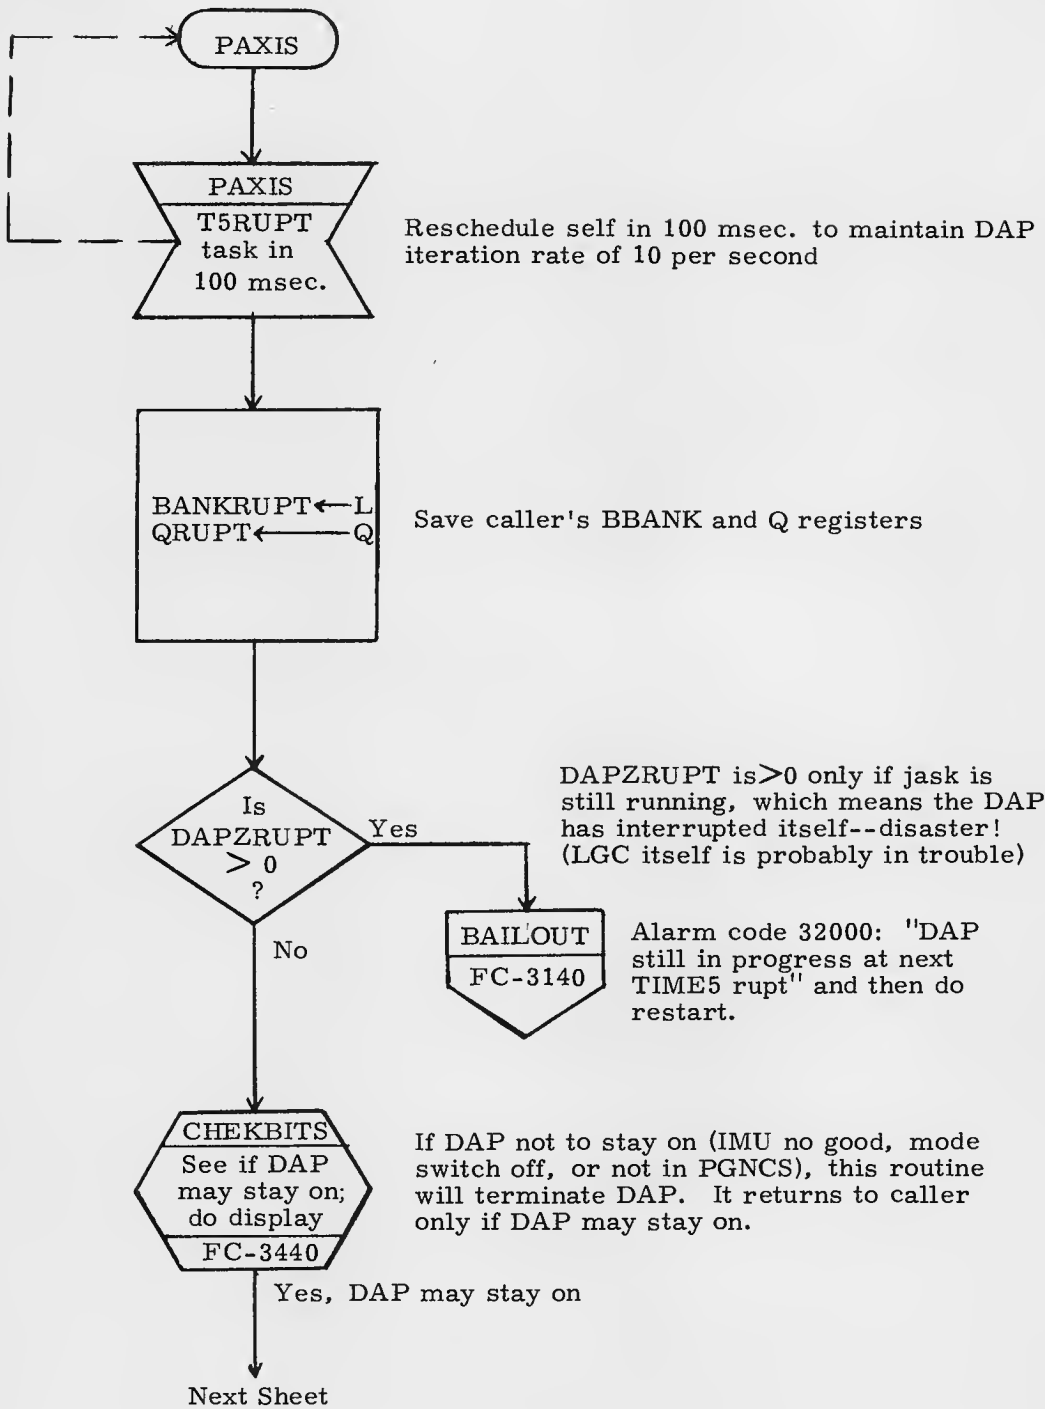 PAXIS
PAXIS
T5RUPT
task in
100 msec.
Reschedule self in 100 msec. to maintain DAP
iteration rate of 10 per second
BANKRUPT←L
QRUPT←Q
Save caller's BBANK and Q registers
Is
DAPZRUPT
> 0
?
Yes
No
DAPZRUPT is>0 only if jask is
still running, which means the DAP
has interrupted itself--disaster!
(LGC itself is probably in trouble)
BAILOUT
FC-3140
Alarm code 32000: "DAP
still in progress at next
TIME5 rupt" and then do
restart.
CHEKBITS
See if DAP
may stay on;
do display
FC-3440
If DAP not to stay on (IMU no good, mode
switch off, or not in PGNCS), this routine
will terminate DAP. It returns to caller
only if DAP may stay on.
Yes, DAP may stay on
Next Sheet